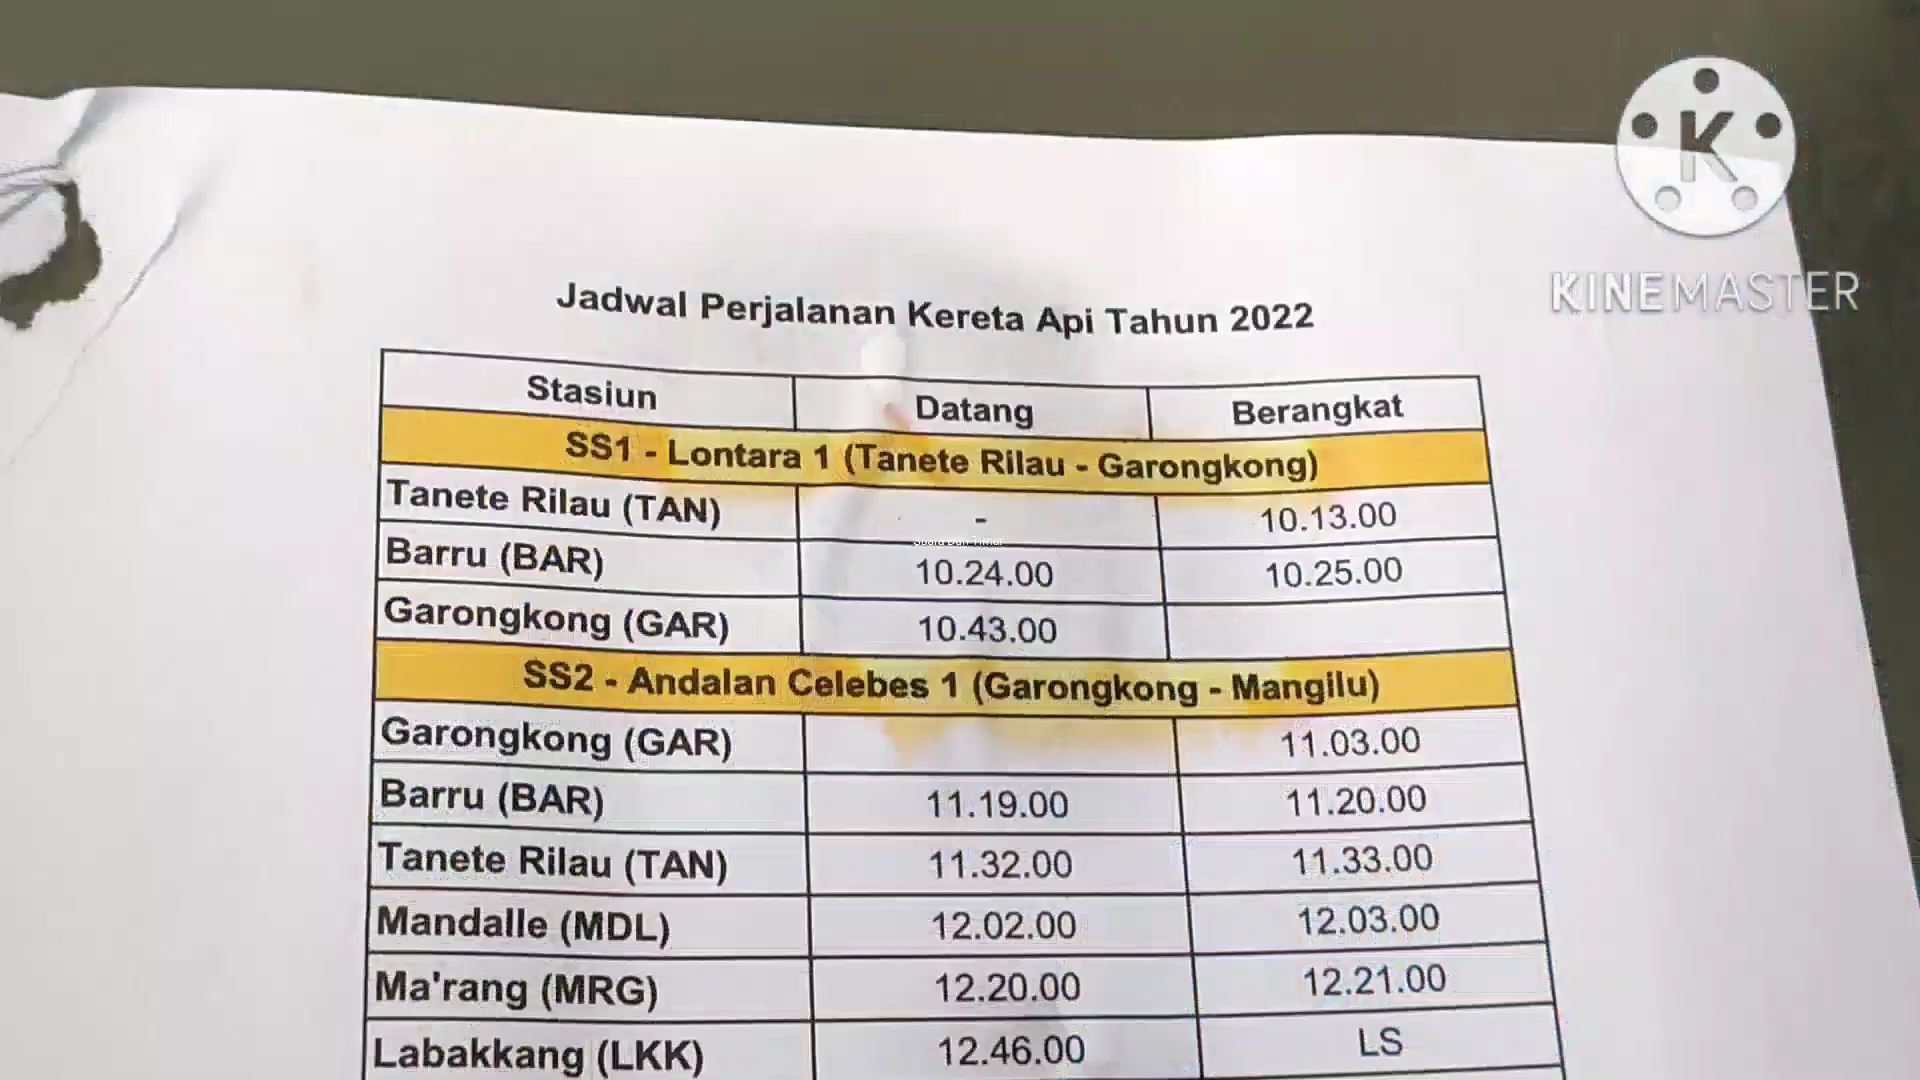 K
KINEMASTER
Jadwal Perjalanan Kereta Api Tahun 2022
Stasiun Datang Berangkat
SS1 - Lontara 1 (Tanete Rilau - Garongkong)
Tanete Rilau (TAN) - 10.13.00
Barru (BAR) 10.24.00 10.25.00
Garongkong (GAR) 10.43.00
SS2 - Andalan Celebes 1 (Garongkong - Mangilu)
Garongkong (GAR) 11.03.00
Barru (BAR) 11.19.00 11.20.00
Tanete Rilau (TAN) 11.32.00 11.33.00
Mandalle (MDL) 12.02.00 12.03.00
Ma'rang (MRG) 12.20.00 12.21.00
Labakkang (LKK) 12.46.00 LS